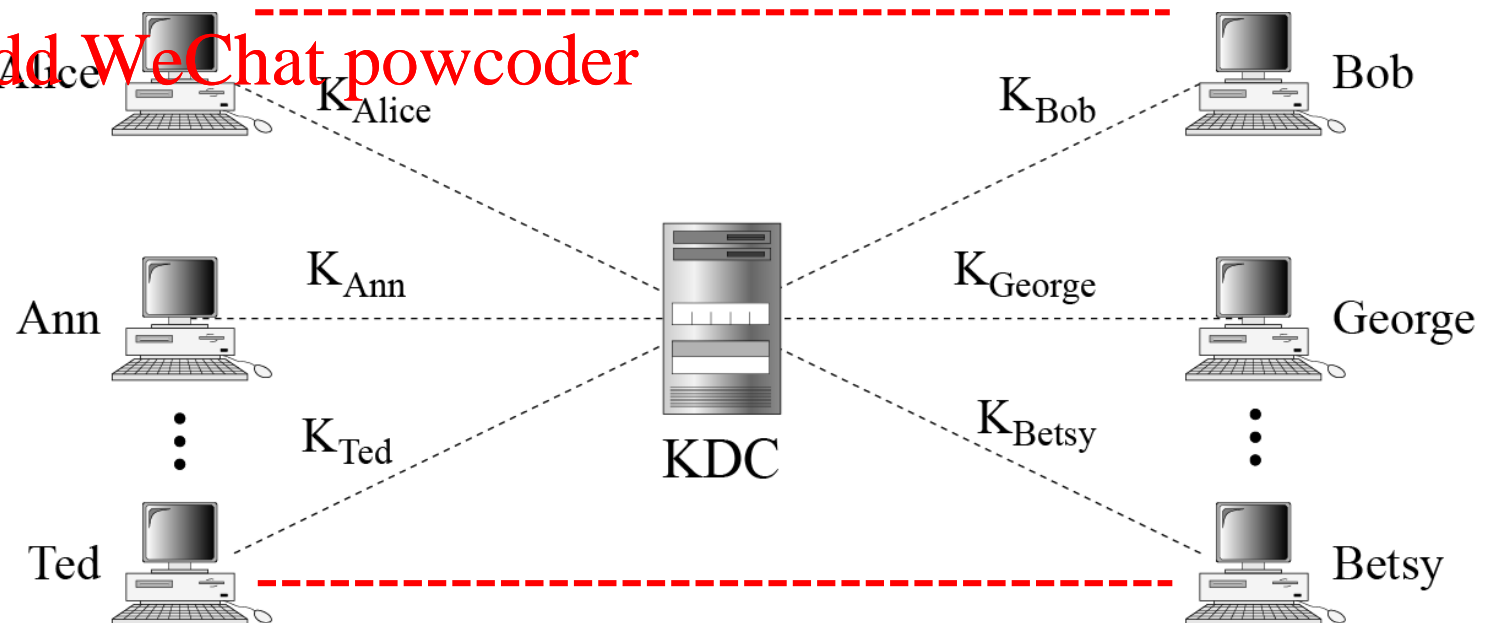 dd WeChat powcoder
Alice
K_Alice
K_Bob
Bob
Ann
K_Ann
K_George
George
K_Ted
KDC
K_Betsy
Ted
Betsy